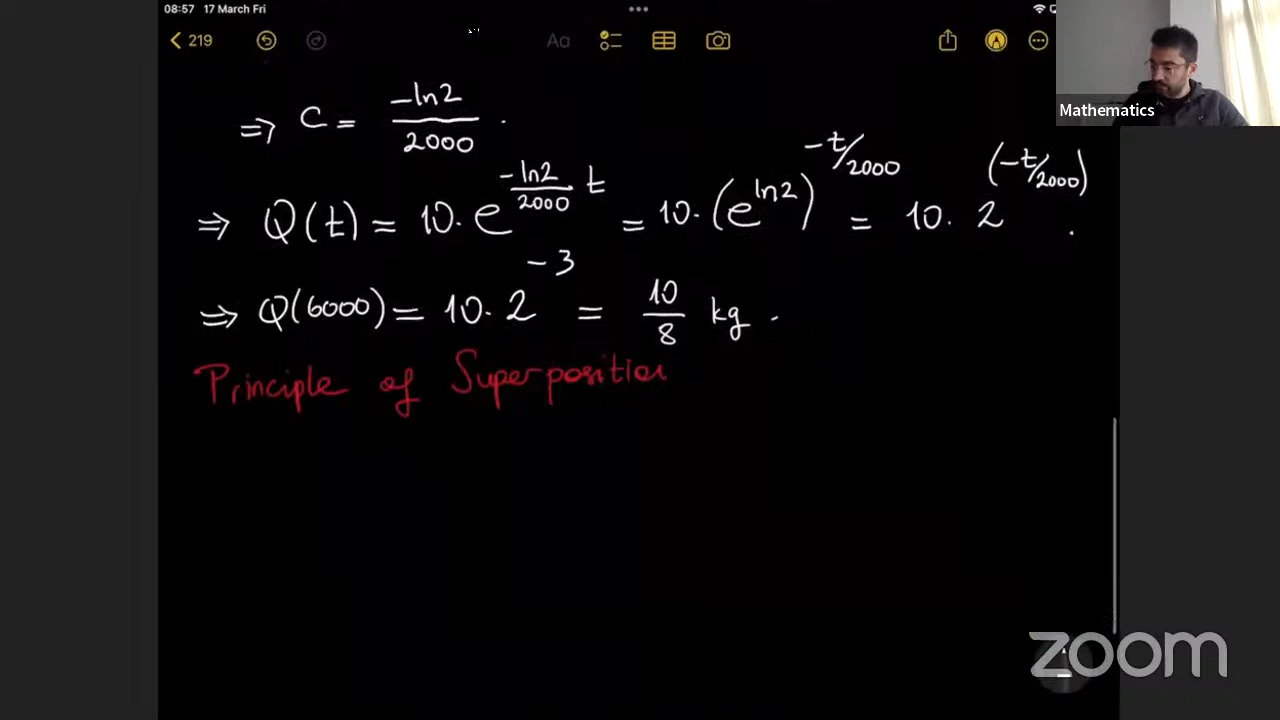 08:57 17 March Fri
219
Aa
Mathematics
⇒ C = -ln2/2000 .
⇒ Q(t) = 10. e^(-ln2/2000 t) = 10. (e^ln2)^(-t/2000) = 10. 2^(-t/2000) .
⇒ Q(6000) = 10. 2^-3 = 10/8 kg .
Principle of Superposition
zoom